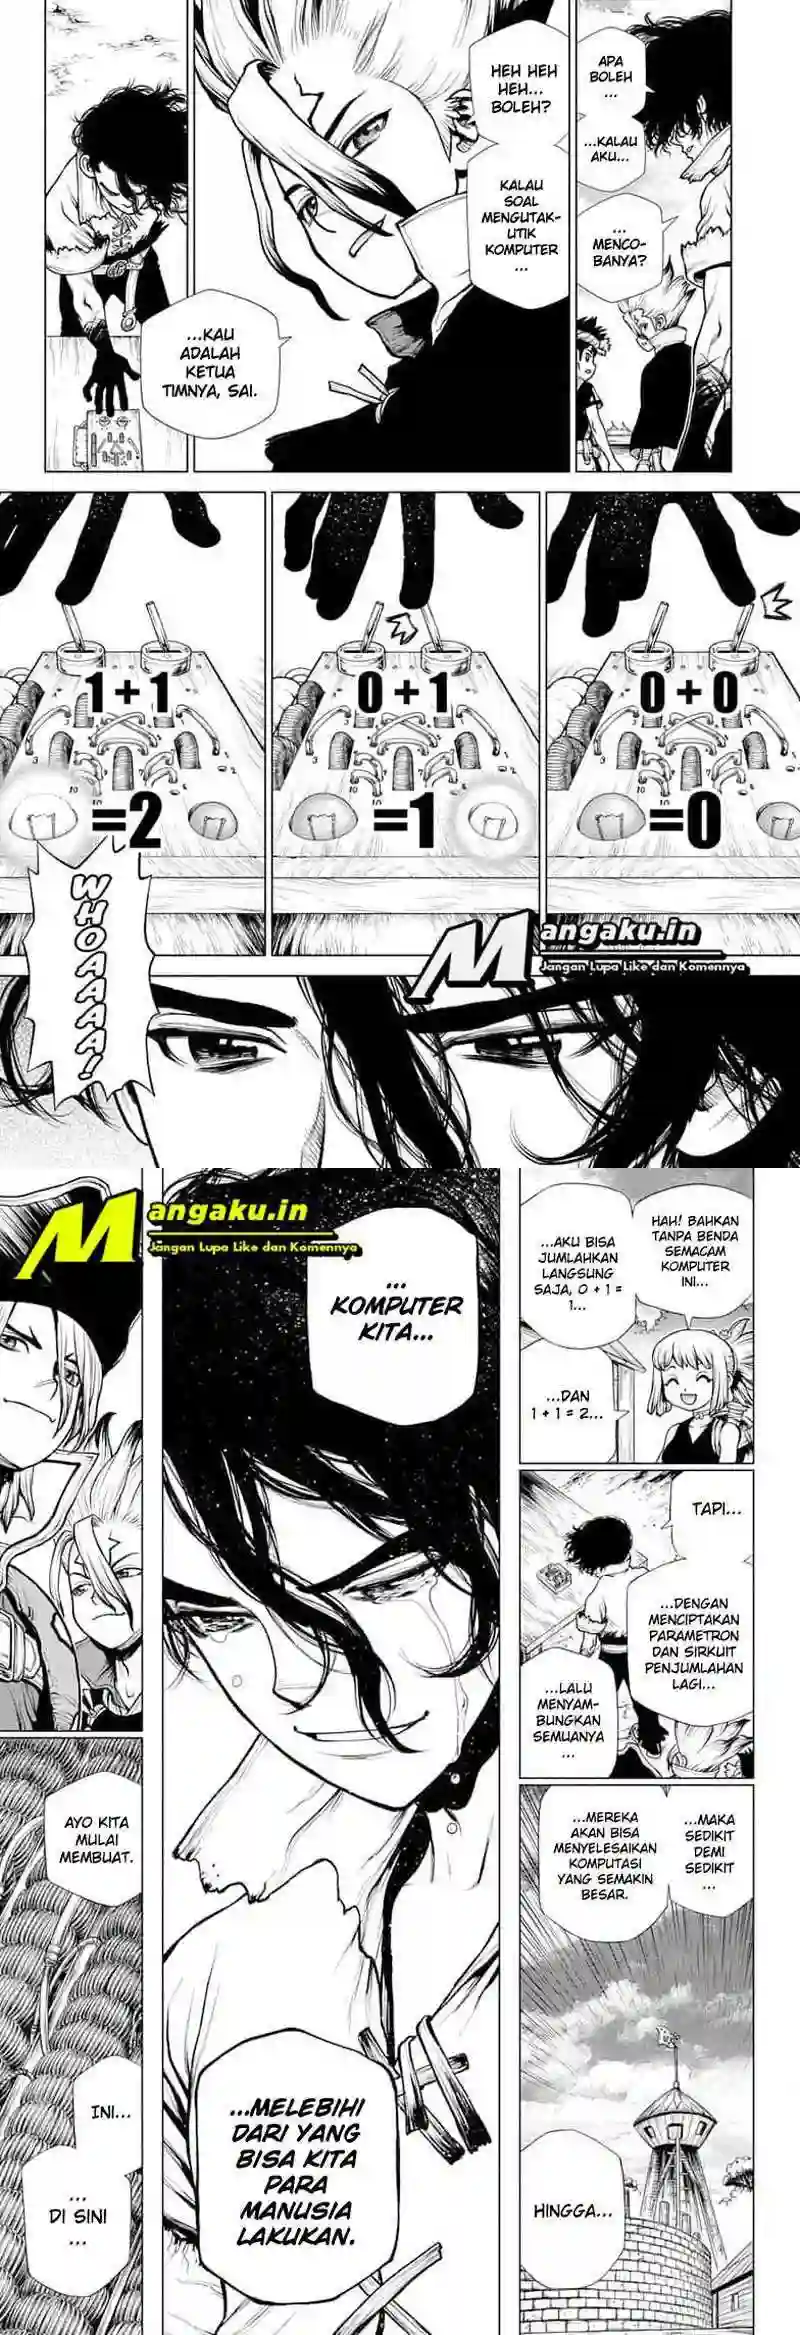 APA
BOLEH
...
...KALAU
AKU...
...
MENCO-
BANYA?
HEH HEH
HEH...
BOLEH?
KALAU
SOAL
MENGUTAK-
UTIK
KOMPUTER
...
...KAU
ADALAH
KETUA
TIMNYA, SAI.
0 + 0
=0
0 + 1
=1
1 + 1
=2
WHOAAAAA!
Mangaku.in
Jangan Lupa Like dan Komennya
Mangaku.in
Jangan Lupa Like dan Komennya
HAH! BAHKAN
TANPA BENDA
SEMACAM
KOMPUTER
INI...
...AKU BISA
JUMLAHKAN
LANGSUNG
SAJA, 0 + 1 =
1...
...DAN
1 + 1 = 2...
TAPI...
...DENGAN
MENCIPTAKAN
PARAMETRON
DAN SIRKUIT
PENJUMLAHAN
LAGI...
...LALU
MENYAM-
BUNGKAN
SEMUANYA
...
...MAKA
SEDIKIT
DEMI
SEDIKIT
...
...MEREKA
AKAN BISA
MENYELESAIKAN
KOMPUTASI
YANG SEMAKIN
BESAR.
HINGGA...
...
KOMPUTER
KITA...
...MELEBIHI
DARI YANG
BISA KITA
PARA
MANUSIA
LAKUKAN.
AYO KITA
MULAI
MEMBUAT.
INI...
...
DI SINI
...